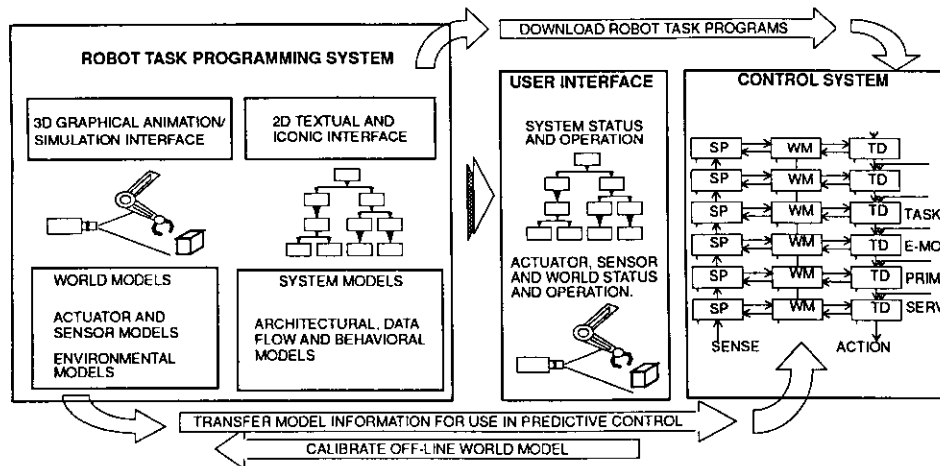 DOWNLOAD ROBOT TASK PROGRAMS
ROBOT TASK PROGRAMMING SYSTEM
3D GRAPHICAL ANIMATION/
SIMULATION INTERFACE
2D TEXTUAL AND
ICONIC INTERFACE
WORLD MODELS
ACTUATOR AND
SENSOR MODELS
ENVIRONMENTAL
MODELS
SYSTEM MODELS
ARCHITECTURAL, DATA
FLOW AND BEHAVIORAL
MODELS
USER INTERFACE
SYSTEM STATUS
AND OPERATION
ACTUATOR, SENSOR
AND WORLD STATUS
AND OPERATION.
CONTROL SYSTEM
SP WM TD
SP WM TD
SP WM TD TASK
SP WM TD E-MO
SP WM TD PRIM
SP WM TD SERV
SENSE ACTION
TRANSFER MODEL INFORMATION FOR USE IN PREDICTIVE CONTROL
CALIBRATE OFF-LINE WORLD MODEL